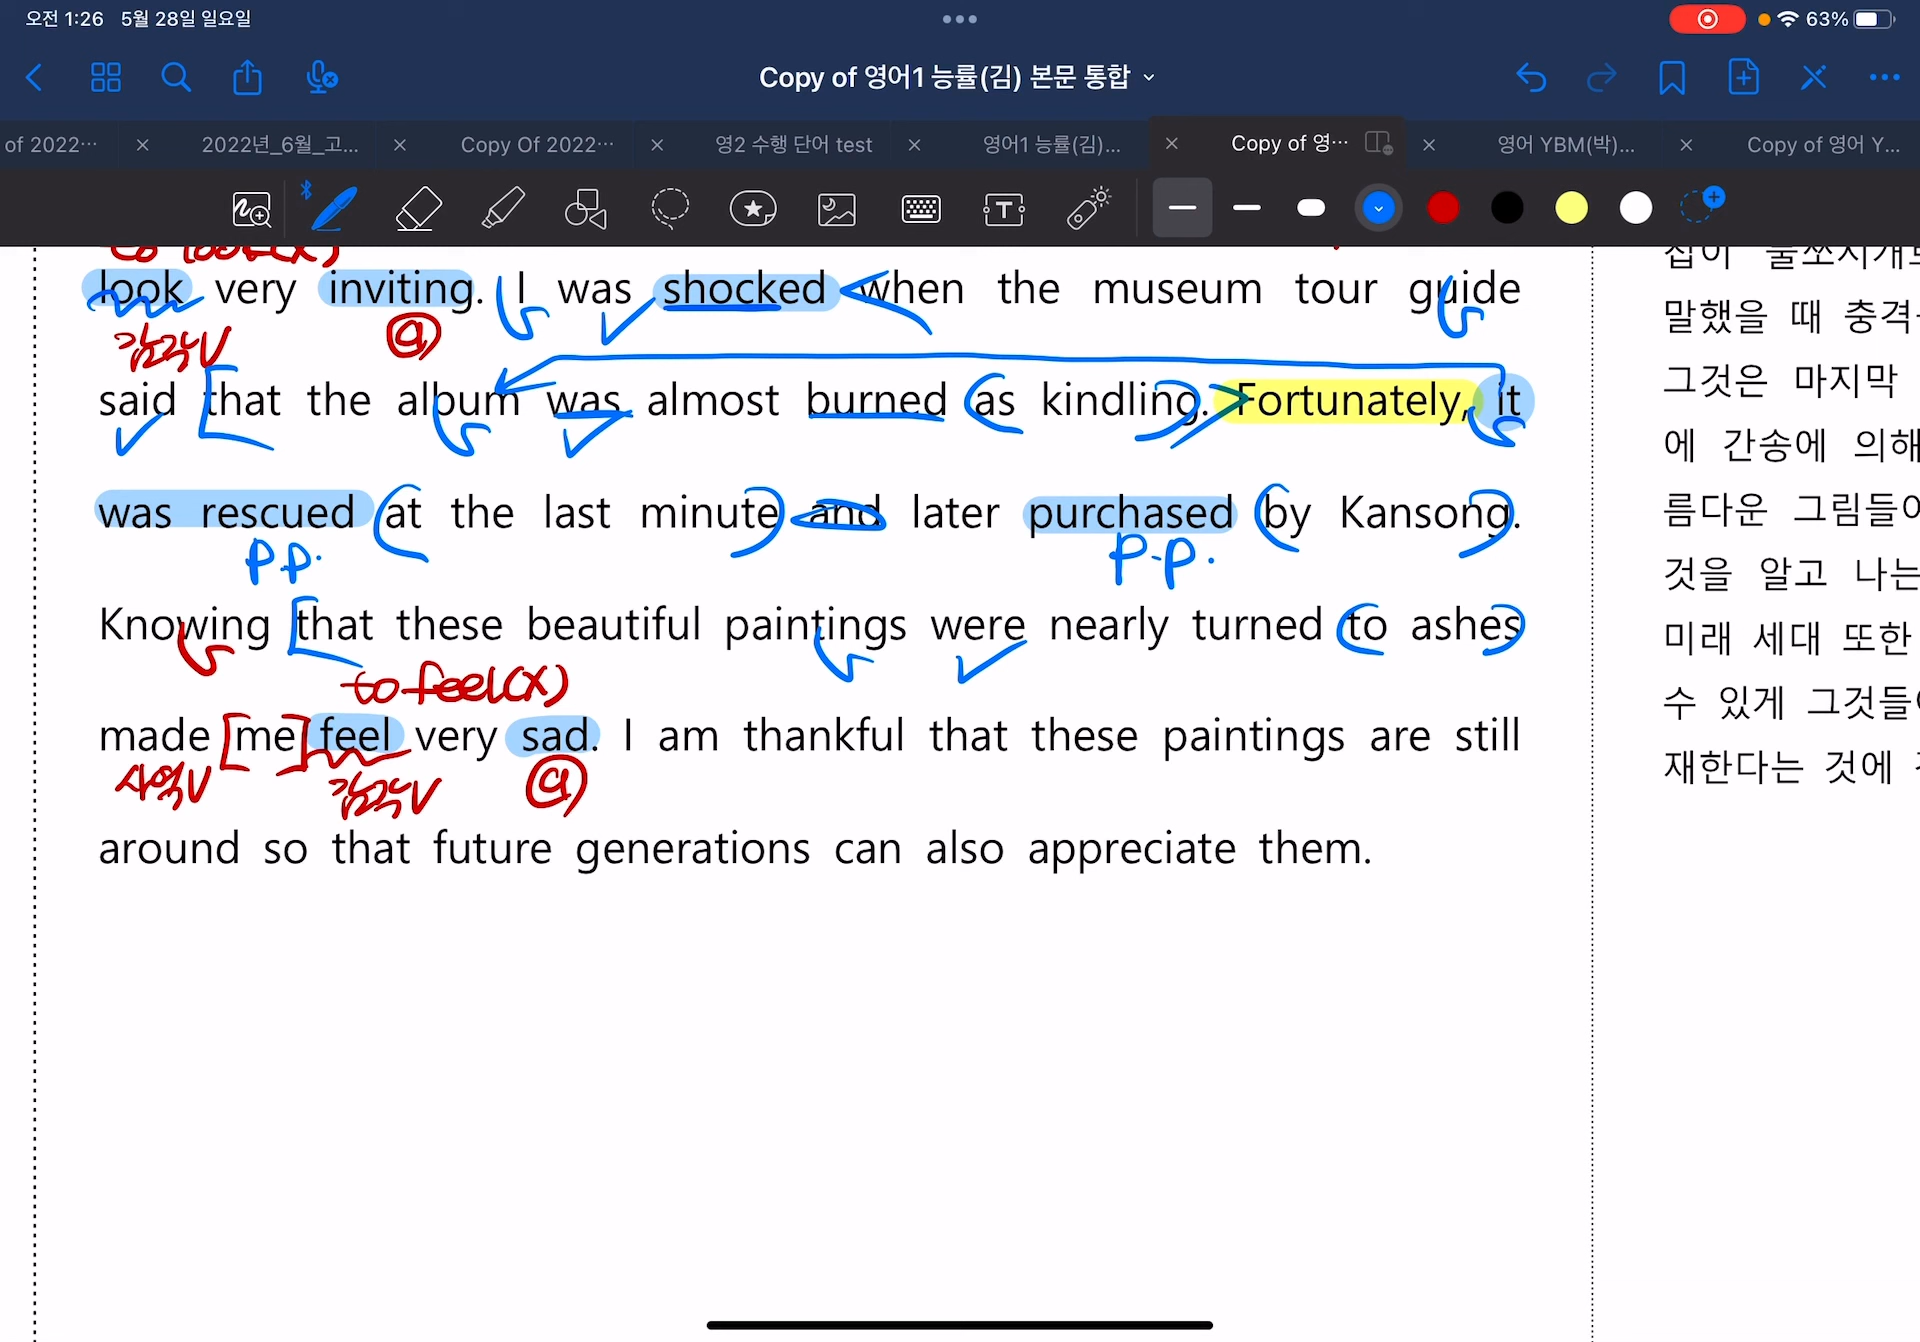 오전 1:26 5월 28일 일요일
63%
Copy of 영어1 능률(김) 본문 통합
of 2022… 2022년_6월_고... Copy Of 2022… 영2 수행 단어 test 영어1 능률(김)... Copy of 영… 영어 YBM(박)... Copy of 영어 Y...
look very inviting. I was shocked when the museum tour guide
감각V ⓐ
said that the album was almost burned as kindling. Fortunately, it
was rescued at the last minute and later purchased by Kansong.
p.p. p.p.
Knowing that these beautiful paintings were nearly turned to ashes
to feel(X)
made me feel very sad. I am thankful that these paintings are still
사역V 감각V ⓐ
around so that future generations can also appreciate them.
말했을 때 충격
그것은 마지막
에 간송에 의해
름다운 그림들이
것을 알고 나는
미래 세대 또한
수 있게 그것들이
재한다는 것에